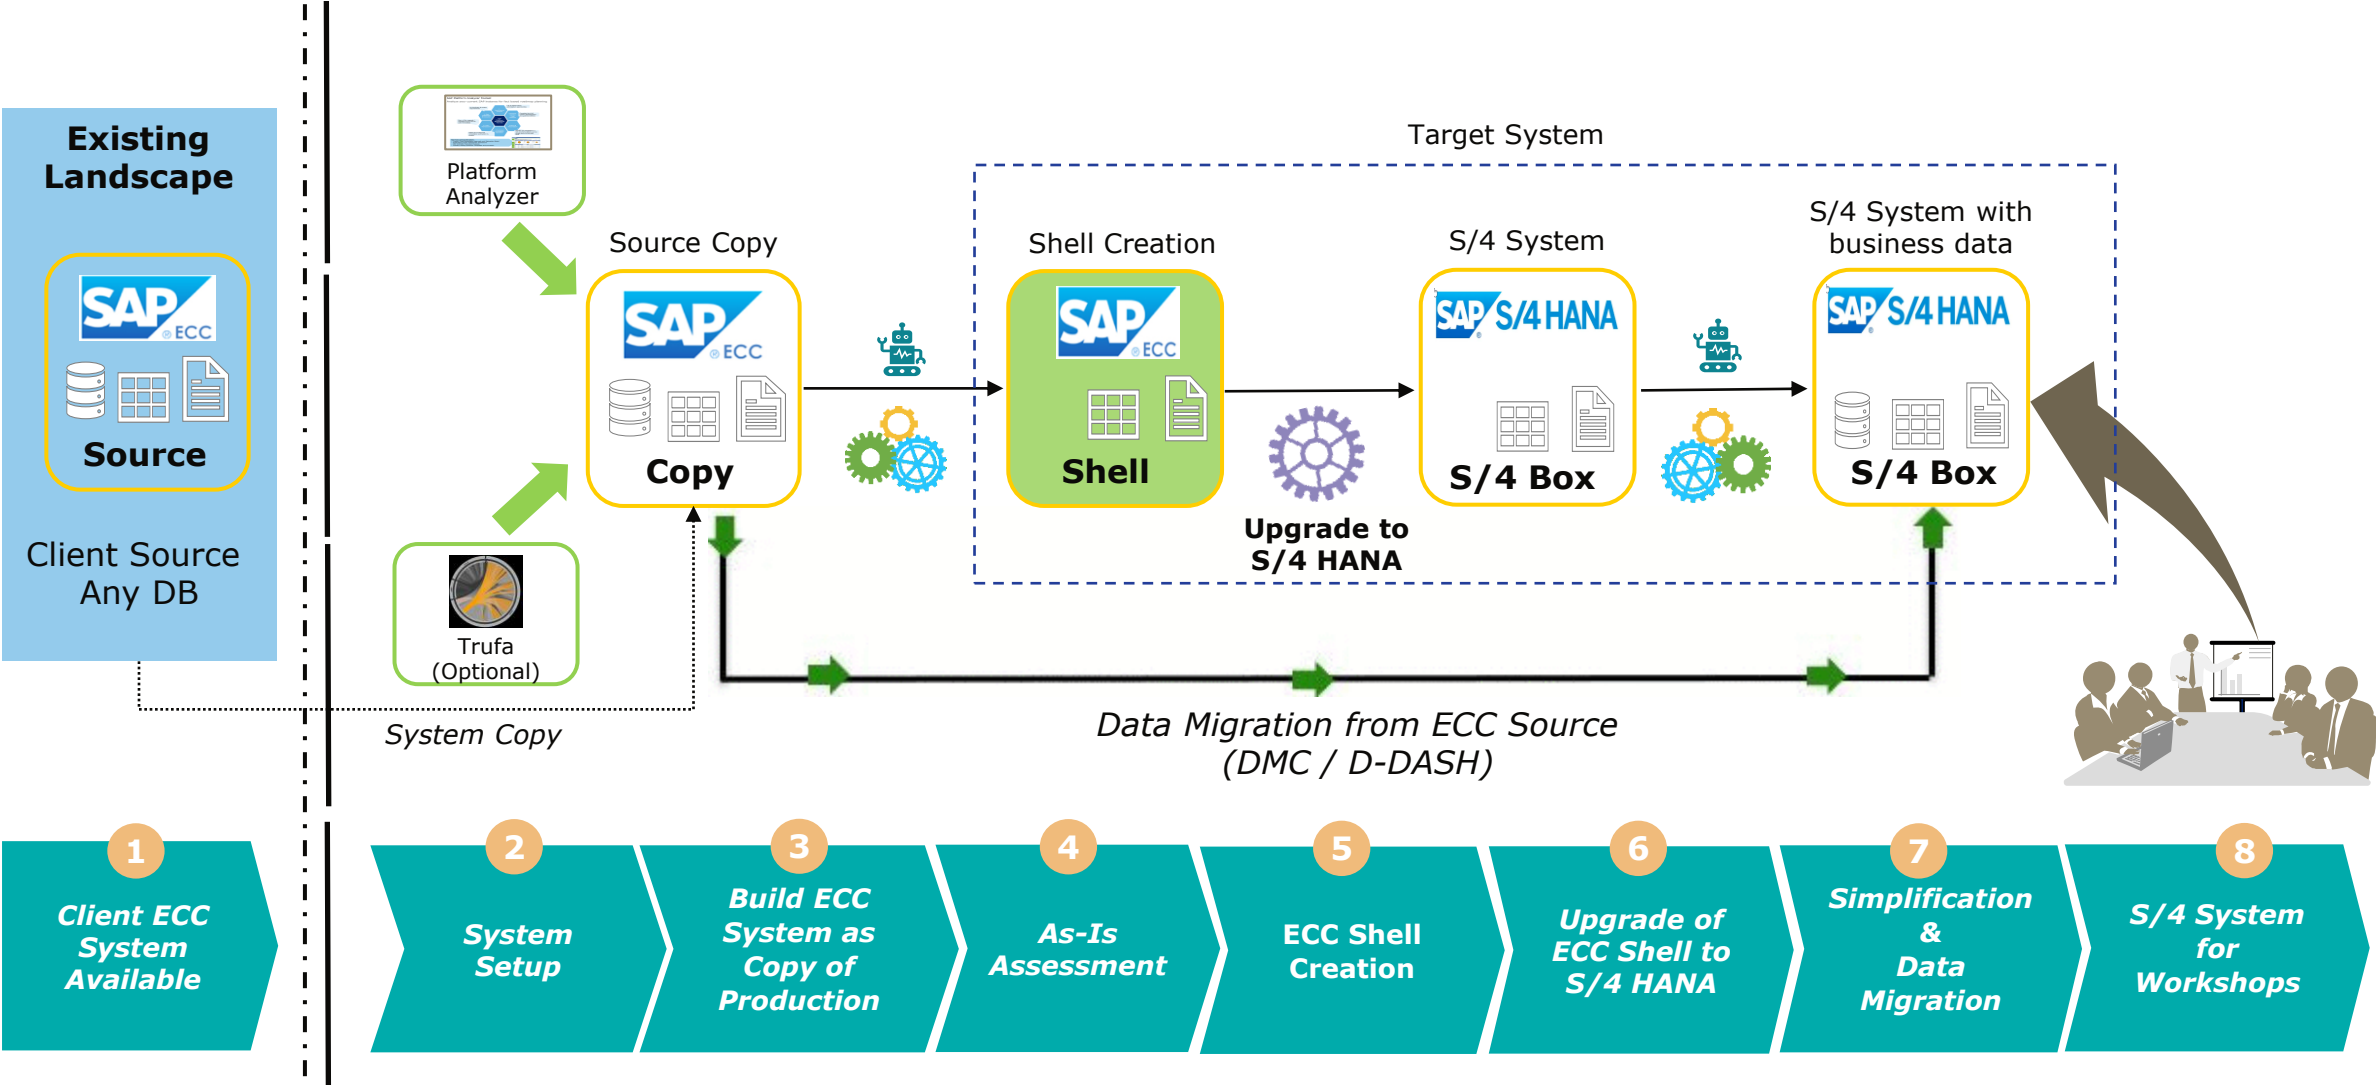 Existing
Landscape
SAP
® ECC
Source
Client Source
Any DB
Platform
Analyzer
Trufa
(Optional)
System Copy
Source Copy
SAP
® ECC
Copy
Target System
Shell Creation
SAP
® ECC
Shell
Upgrade to
S/4 HANA
S/4 System
SAP® S/4HANA
S/4 Box
S/4 System with
business data
SAP® S/4HANA
S/4 Box
Data Migration from ECC Source
(DMC / D-DASH)
1
Client ECC
System
Available
2
System
Setup
3
Build ECC
System as
Copy of
Production
4
As-Is
Assessment
5
ECC Shell
Creation
6
Upgrade of
ECC Shell to
S/4 HANA
7
Simplification
&
Data
Migration
8
S/4 System
for
Workshops